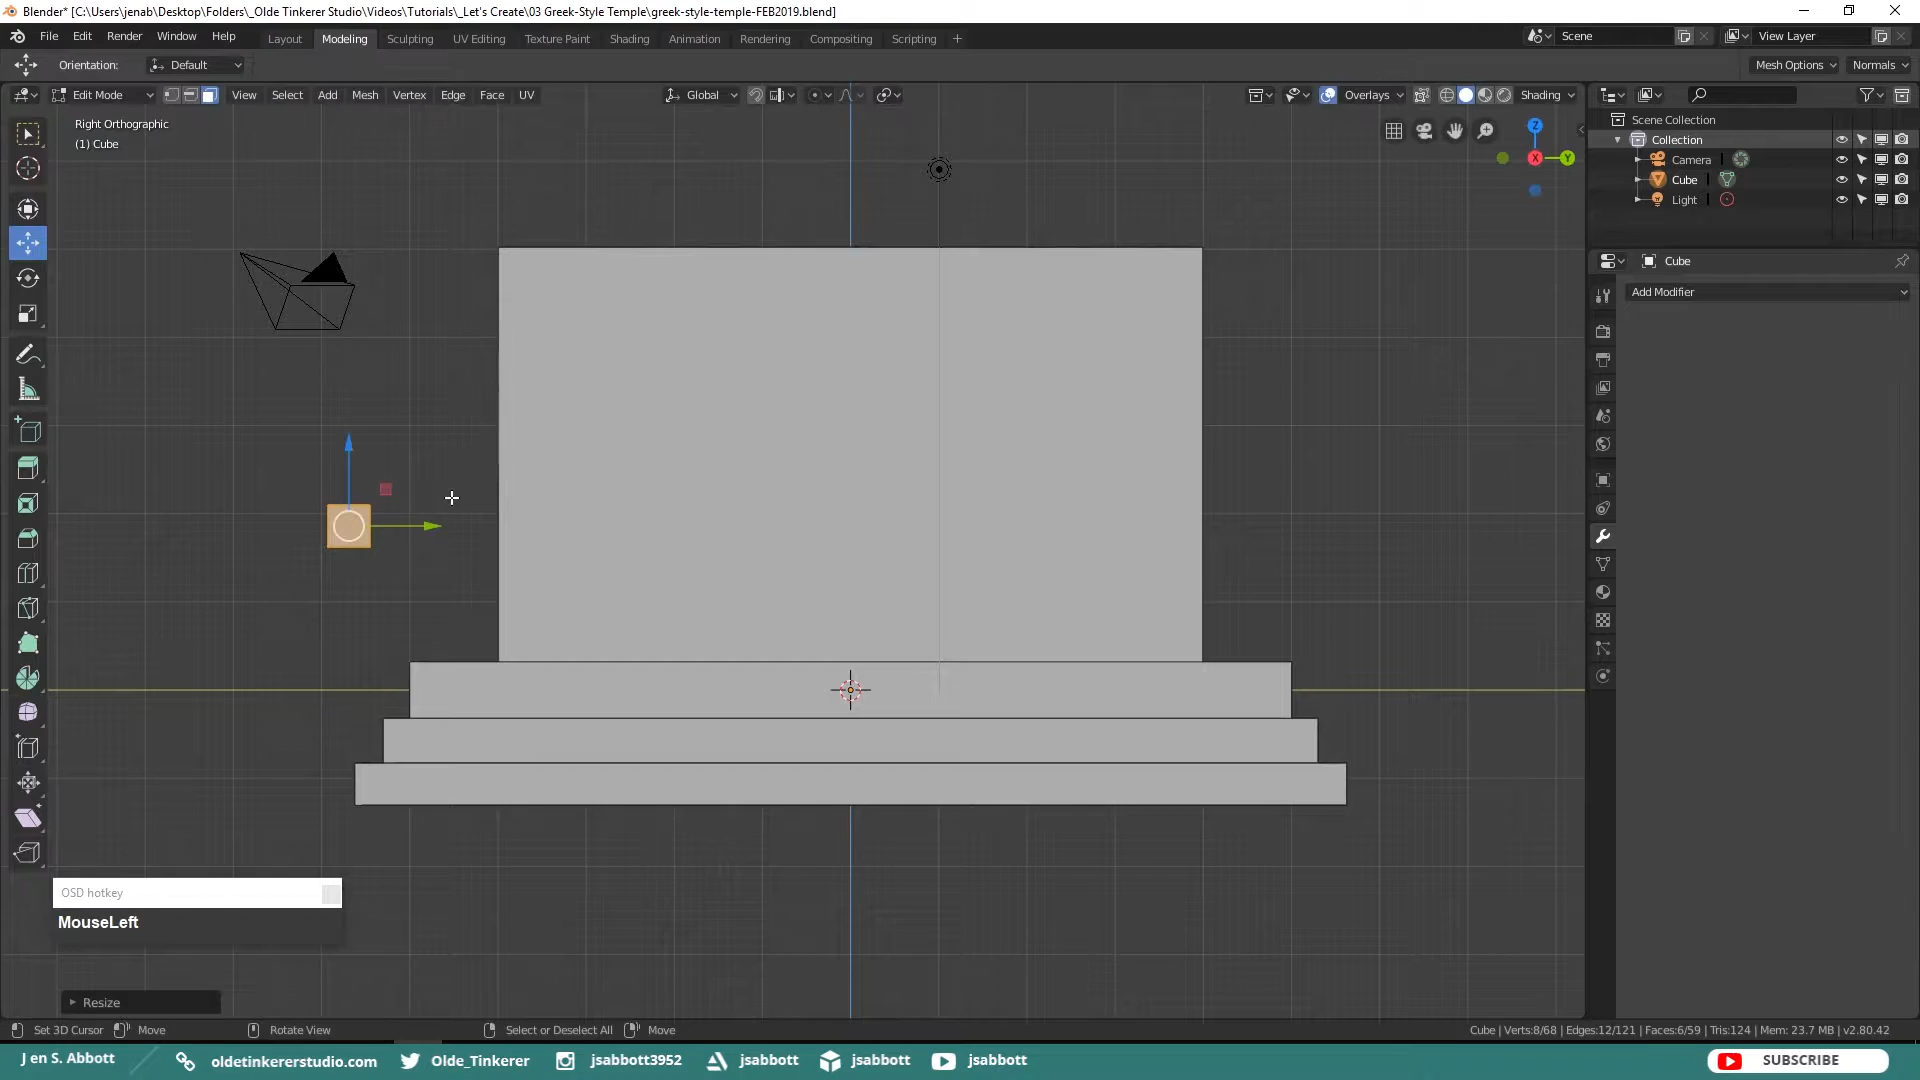 Blender* [C:\Users\jenab\Desktop\Folders\_Olde Tinkerer Studio\Videos\Tutorials\_Let's Create\03 Greek-Style Temple\greek-style-temple-FEB2019.blend]
File Edit Render Window Help Layout Modeling Sculpting UV Editing Texture Paint Shading Animation Rendering Compositing Scripting + Scene View Layer
Orientation: Default Mesh Options Normals
Edit Mode View Select Add Mesh Vertex Edge Face UV Global Overlays Shading
Right Orthographic
(1) Cube
Z
X
Y
Scene Collection
Collection
Camera
Cube
Light
Cube
Add Modifier
OSD hotkey
MouseLeft
Resize
Set 3D Cursor Move Rotate View Select or Deselect All Move Cube | Verts:8/68 | Edges:12/121 | Faces:6/59 | Tris:124 | Mem: 23.7 MB | v2.80.42
J en S. Abbott oldetinkererstudio.com Olde_Tinkerer jsabbott3952 jsabbott jsabbott jsabbott SUBSCRIBE